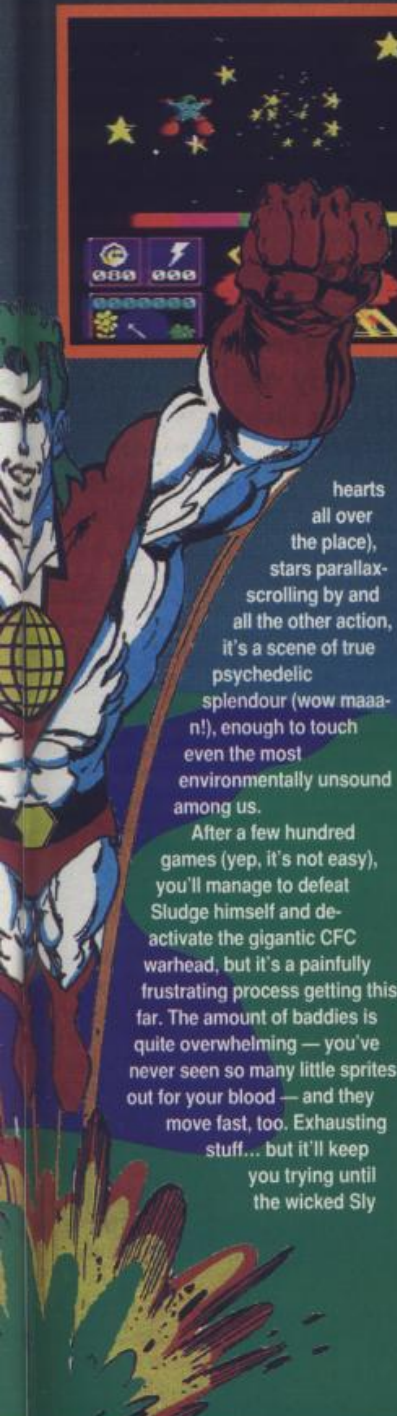 080
000
0000000
hearts
all over
the place),
stars parallax-
scrolling by and
all the other action,
it's a scene of true
psychedelic
splendour (wow maaa-
n!), enough to touch
even the most
environmentally unsound
among us.
After a few hundred
games (yep, it's not easy),
you'll manage to defeat
Sludge himself and de-
activate the gigantic CFC
warhead, but it's a painfully
frustrating process getting this
far. The amount of baddies is
quite overwhelming — you've
never seen so many little sprites
out for your blood — and they
move fast, too. Exhausting
stuff... but it'll keep
you trying until
the wicked Sly